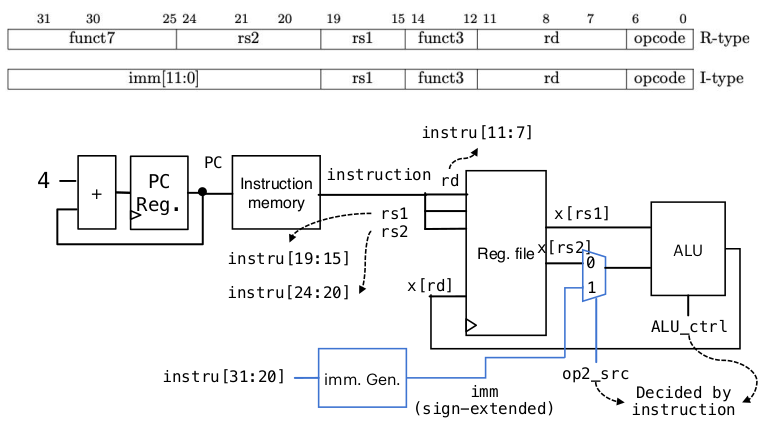 31 30 25 24 21 20 19 15 14 12 11 8 7 6 0
funct7 rs2 rs1 funct3 rd opcode R-type
imm[11:0] rs1 funct3 rd opcode I-type
instru[11:7]
4
+
PC
Reg.
PC
Instruction
memory
instruction
rd
rs1
rs2
instru[19:15]
instru[24:20]
x[rd]
Reg. file
x[rs1]
x[rs2]
0
1
ALU
ALU_ctrl
instru[31:20]
imm. Gen.
imm
(sign-extended)
op2_src
Decided by
instruction